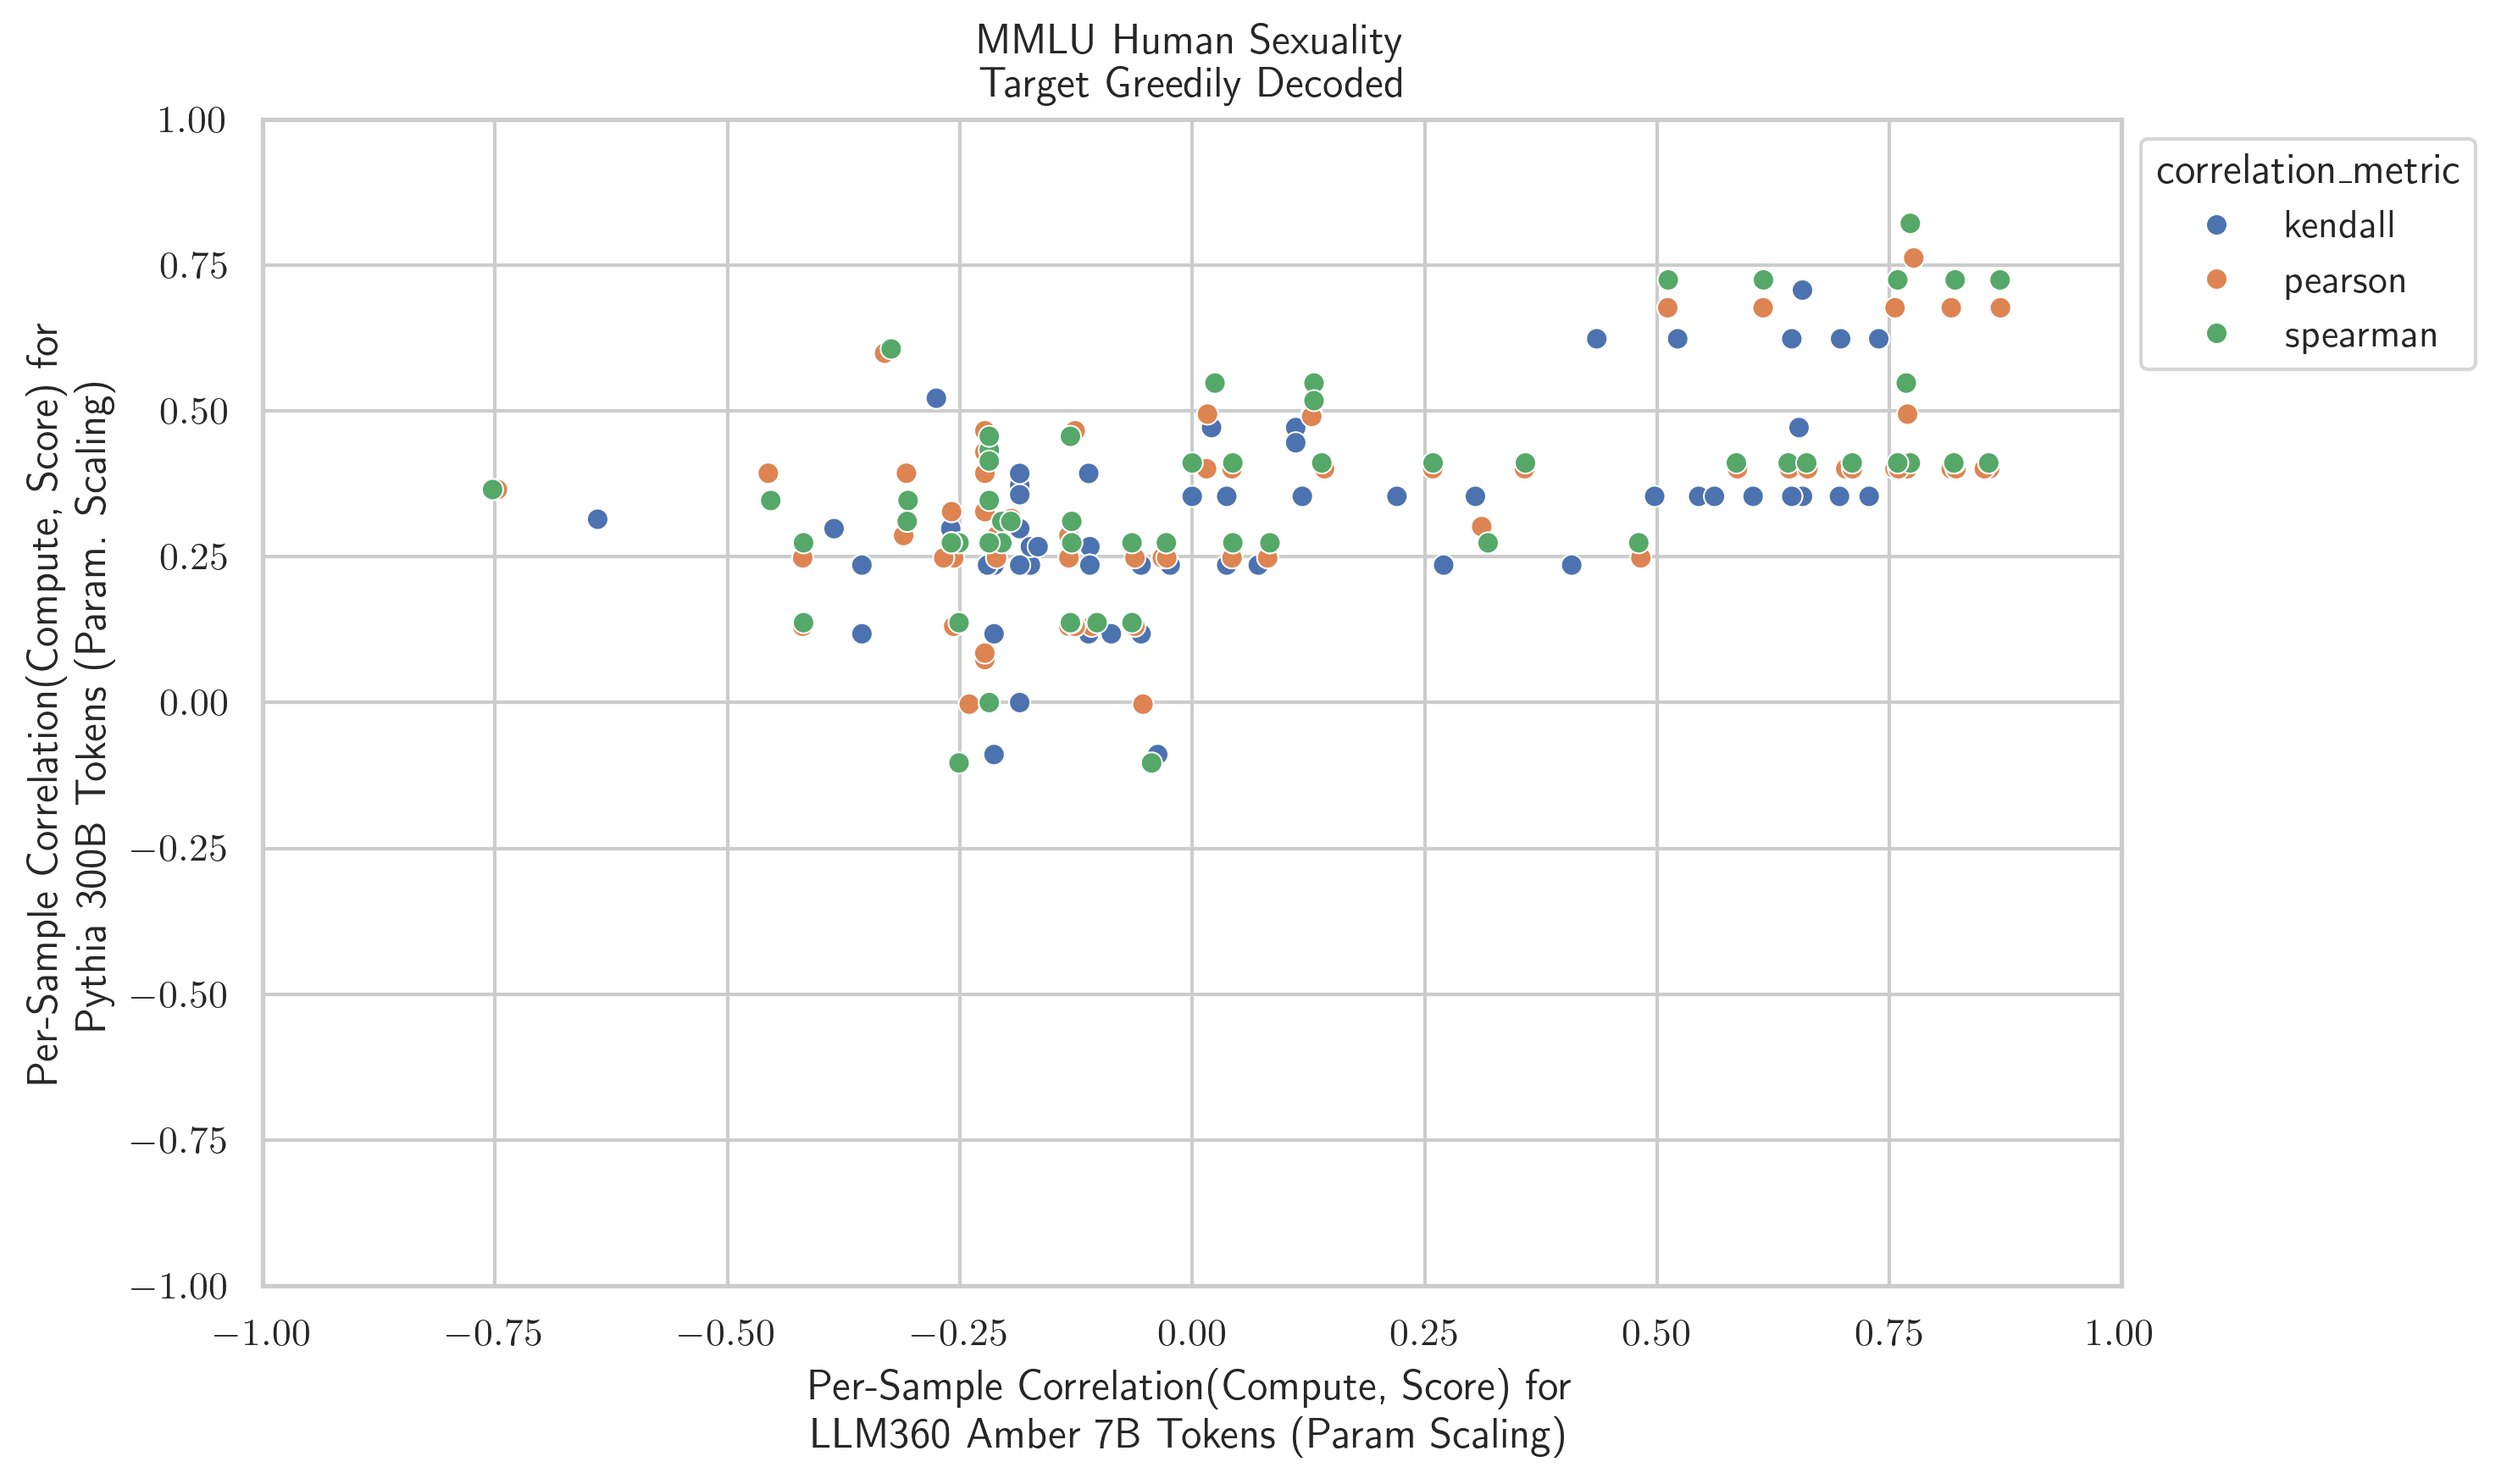 MMLU Human Sexuality
Target Greedily Decoded
Per-Sample Correlation(Compute, Score) for
Pythia 300B Tokens (Param. Scaling)
1.00
0.75
0.50
0.25
0.00
−0.25
−0.50
−0.75
−1.00
−1.00 −0.75 −0.50 −0.25 0.00 0.25 0.50 0.75 1.00
Per-Sample Correlation(Compute, Score) for
LLM360 Amber 7B Tokens (Param Scaling)
correlation_metric
kendall
pearson
spearman